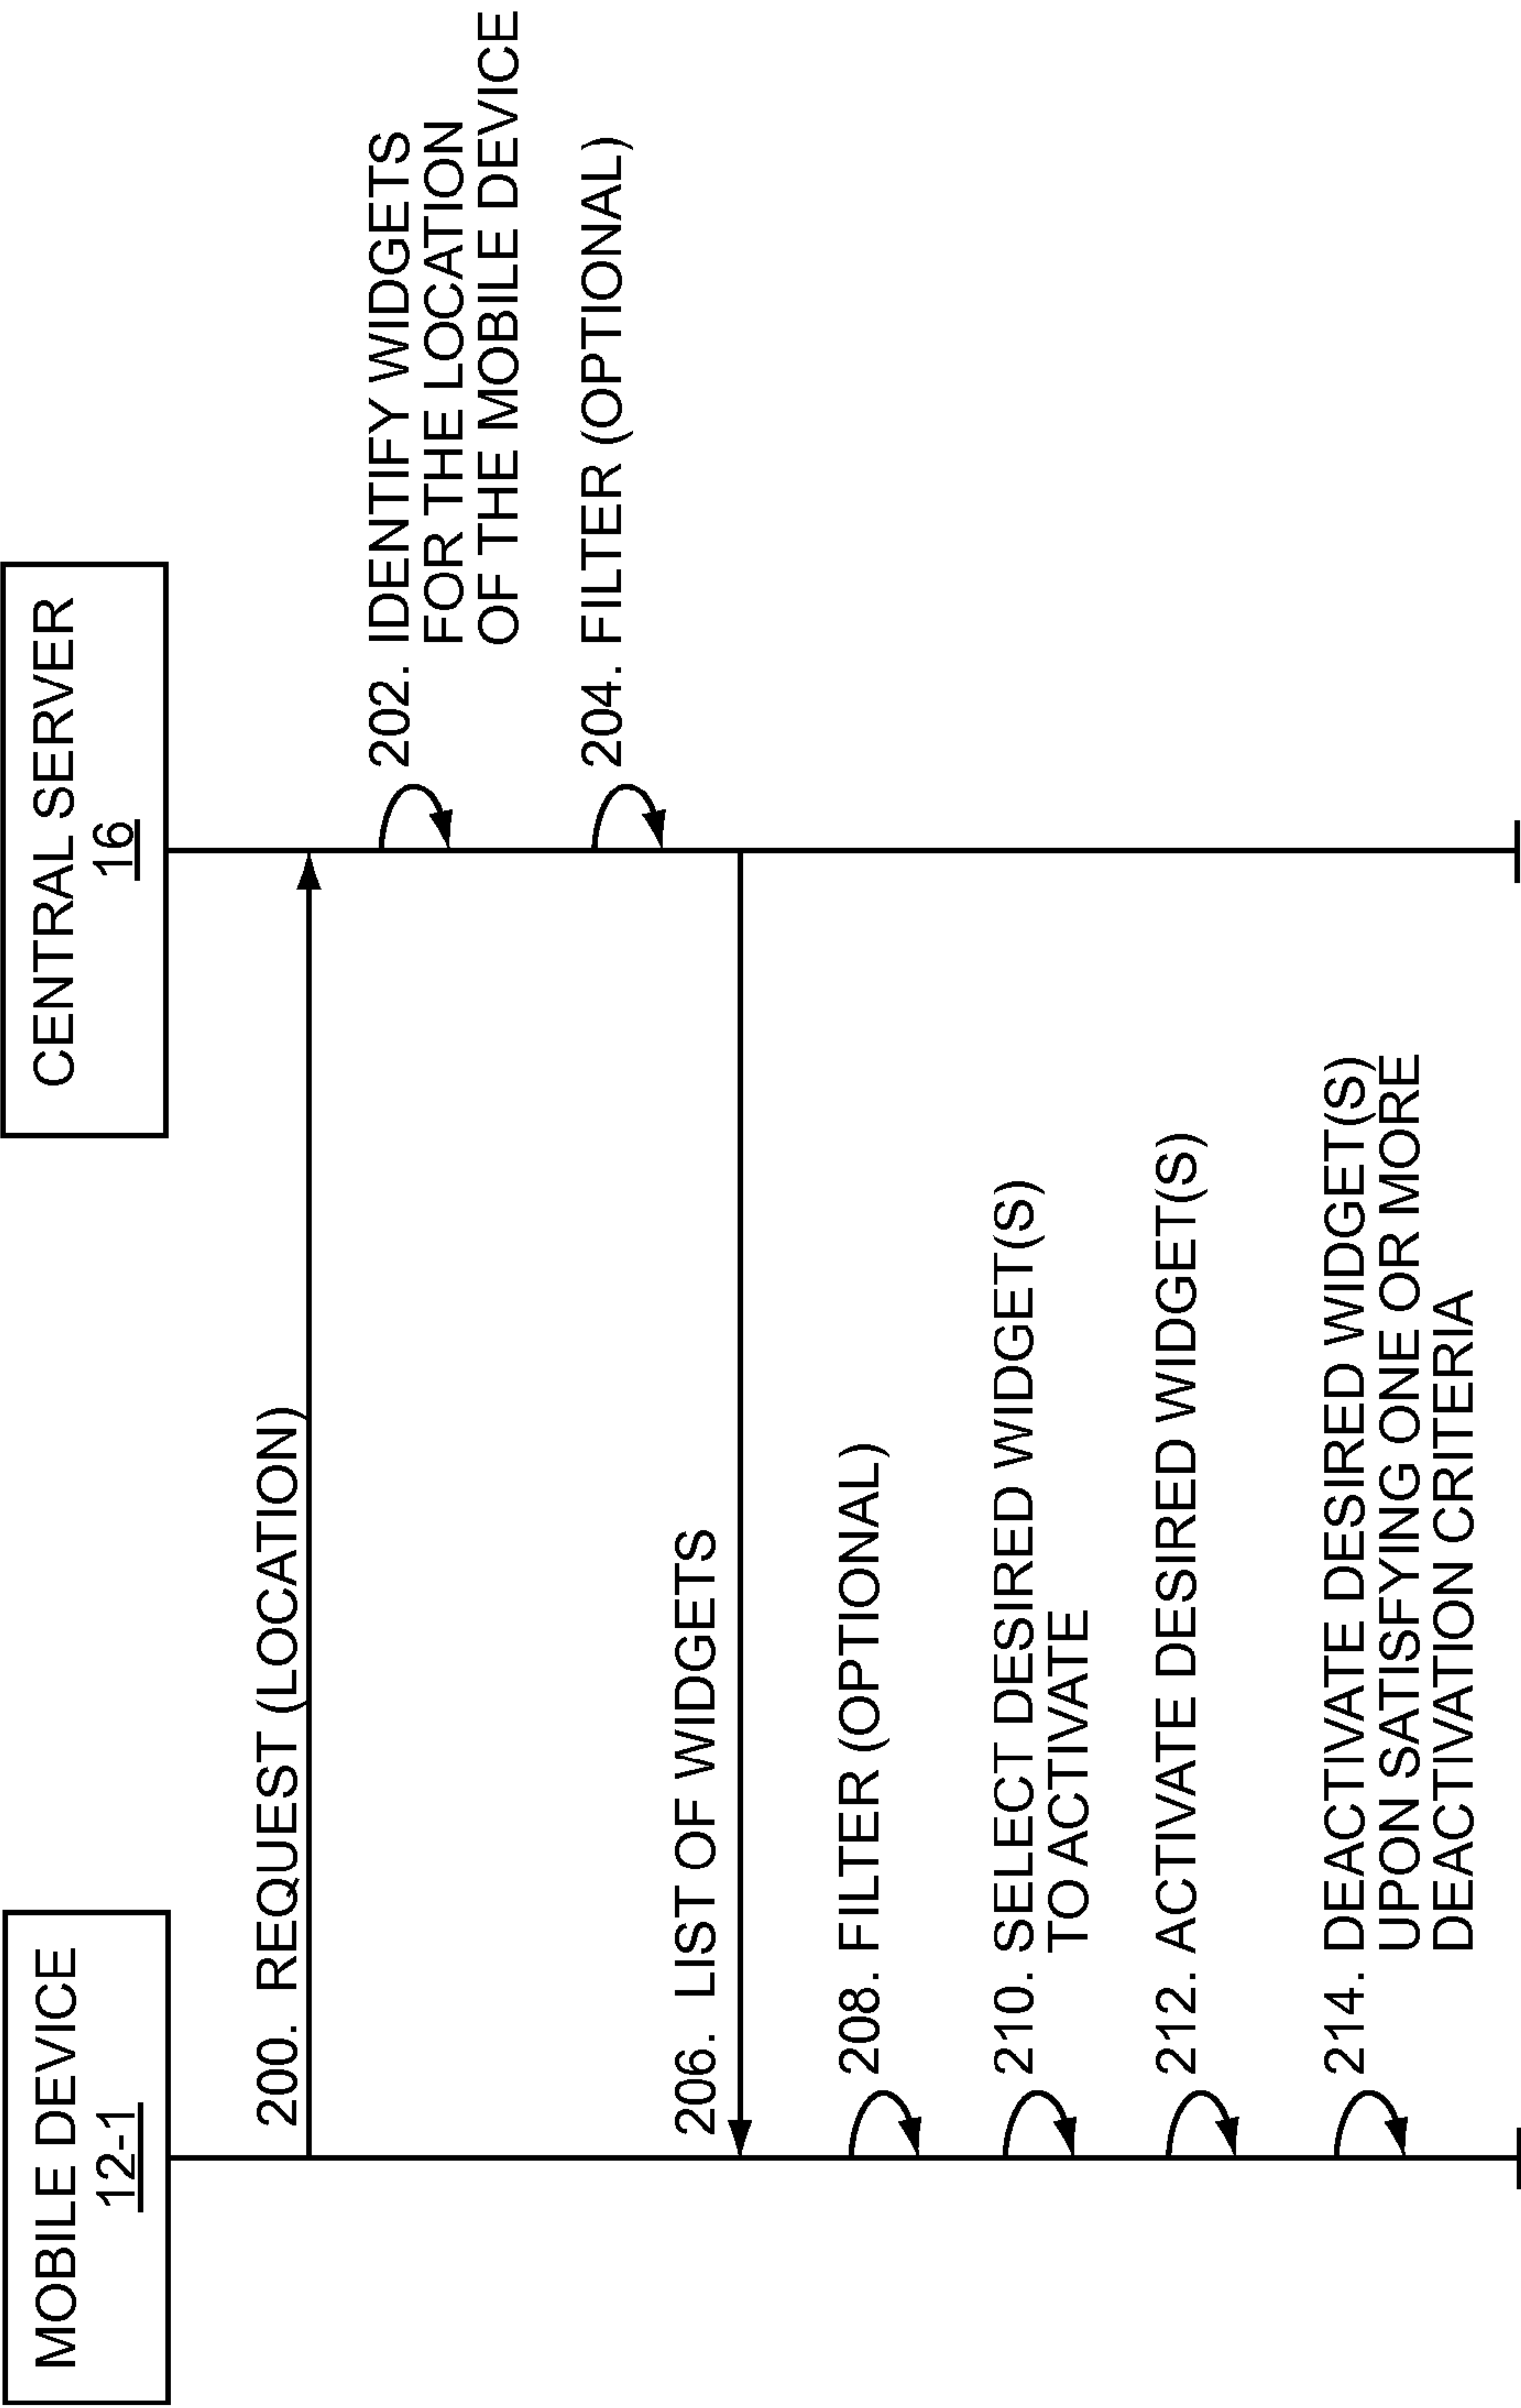 MOBILE DEVICE
12-1
CENTRAL SERVER
16
200. REQUEST (LOCATION)
202. IDENTIFY WIDGETS
FOR THE LOCATION
OF THE MOBILE DEVICE
204. FILTER (OPTIONAL)
206. LIST OF WIDGETS
208. FILTER (OPTIONAL)
210. SELECT DESIRED WIDGET(S)
TO ACTIVATE
212. ACTIVATE DESIRED WIDGET(S)
214. DEACTIVATE DESIRED WIDGET(S)
UPON SATISFYING ONE OR MORE
DEACTIVATION CRITERIA